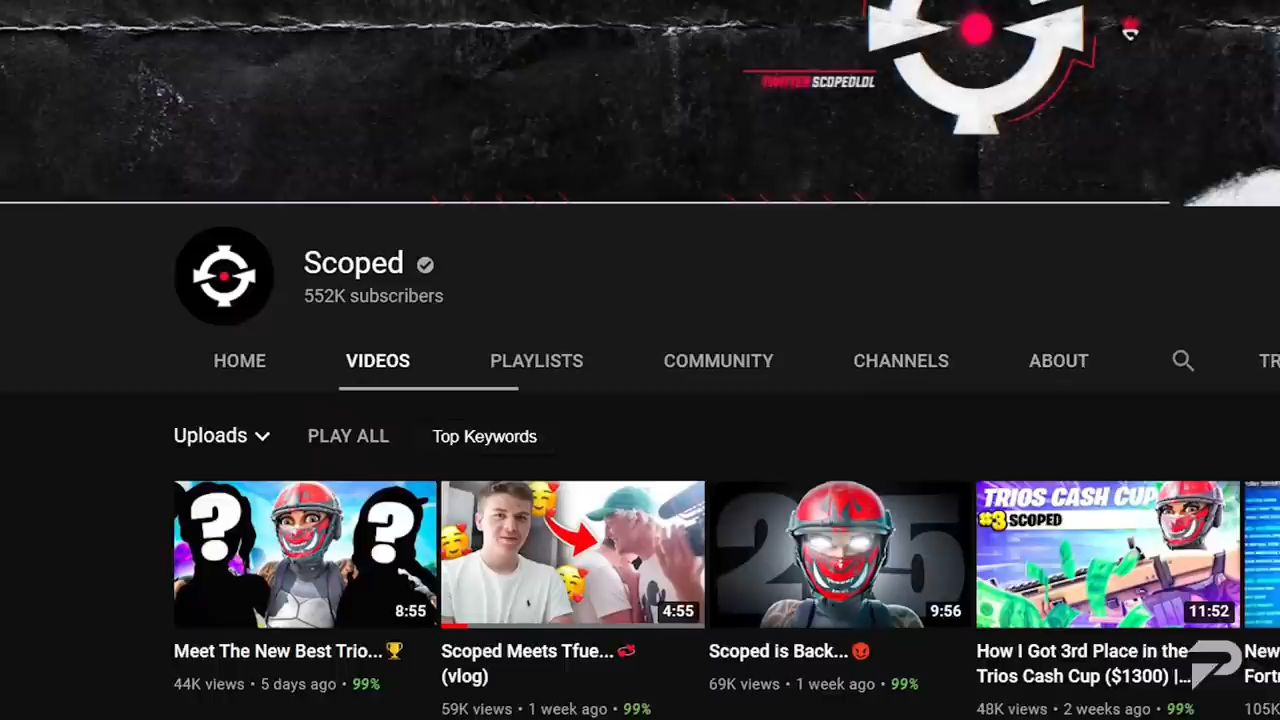 TWITTER SCOPEDLOL
Scoped
552K subscribers
HOME VIDEOS PLAYLISTS COMMUNITY CHANNELS ABOUT TR
Uploads PLAY ALL Top Keywords
? ?
8:55
4:55
2 5
9:56
TRIOS CASH CUP
#3 SCOPED
11:52
Meet The New Best Trio...🏆
44K views • 5 days ago • 99%
Scoped Meets Tfue...💞
(vlog)
59K views • 1 week ago • 99%
Scoped is Back...😡
69K views • 1 week ago • 99%
How I Got 3rd Place in the
Trios Cash Cup ($1300) |...
48K views • 2 weeks ago • 99%
New
Fortn
105K